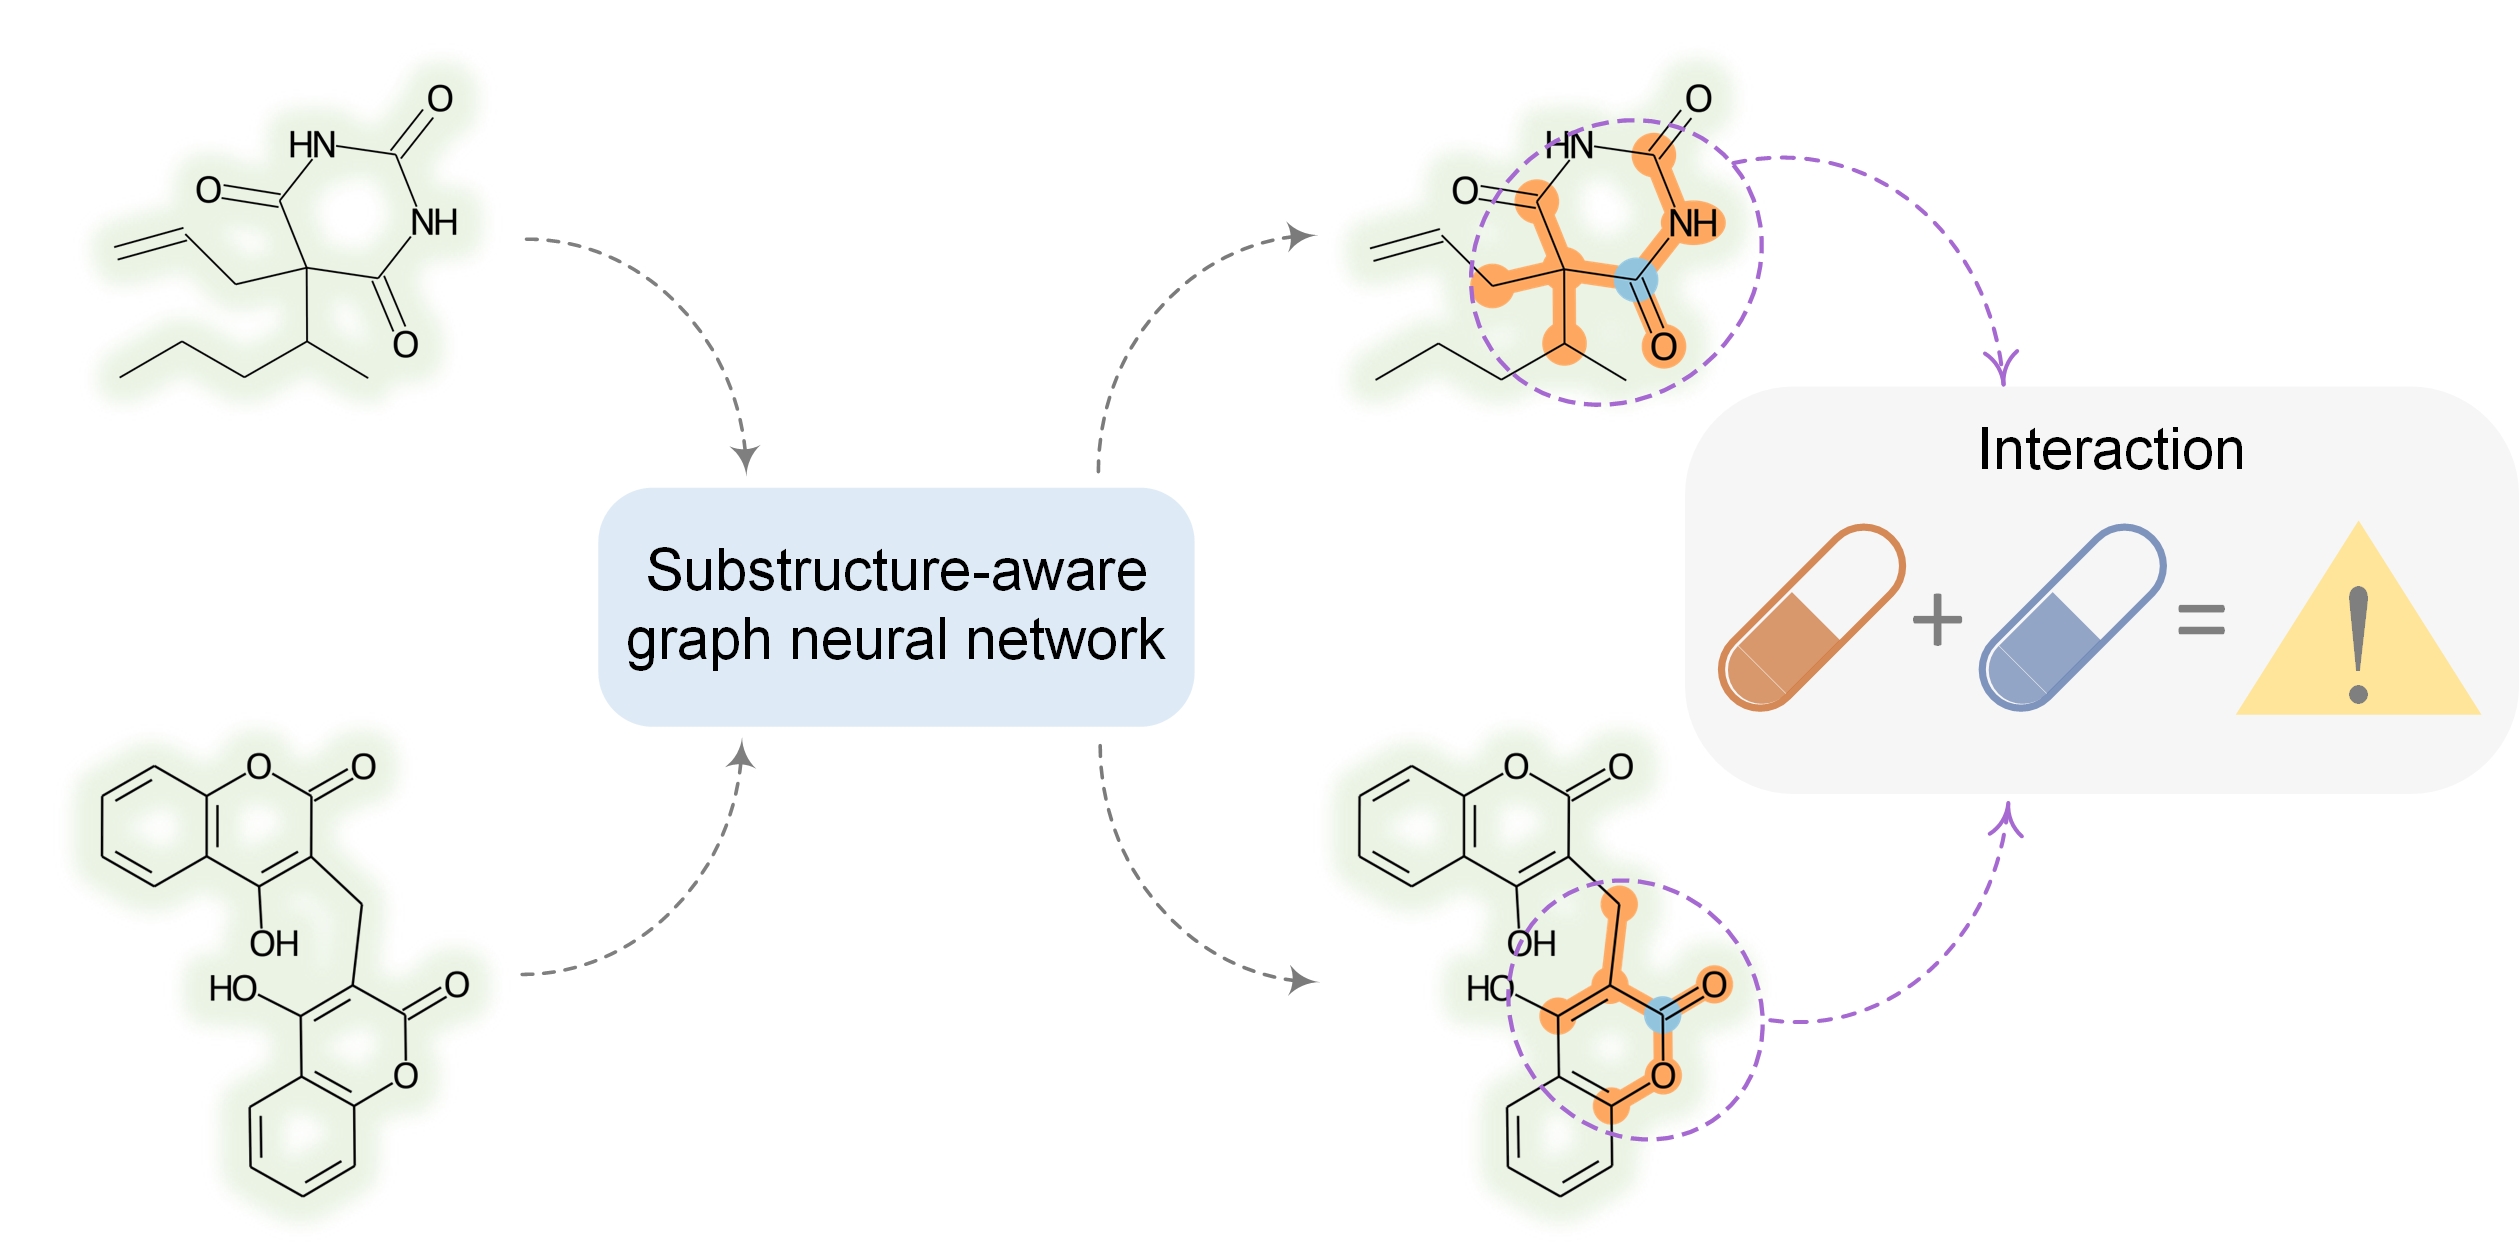 O
HN
O
NH
O
O
HN
O
NH
O
Interaction
Substructure-aware
graph neural network
+
=
!
O
O
OH
HO
O
O
O
O
OH
HO
O
O